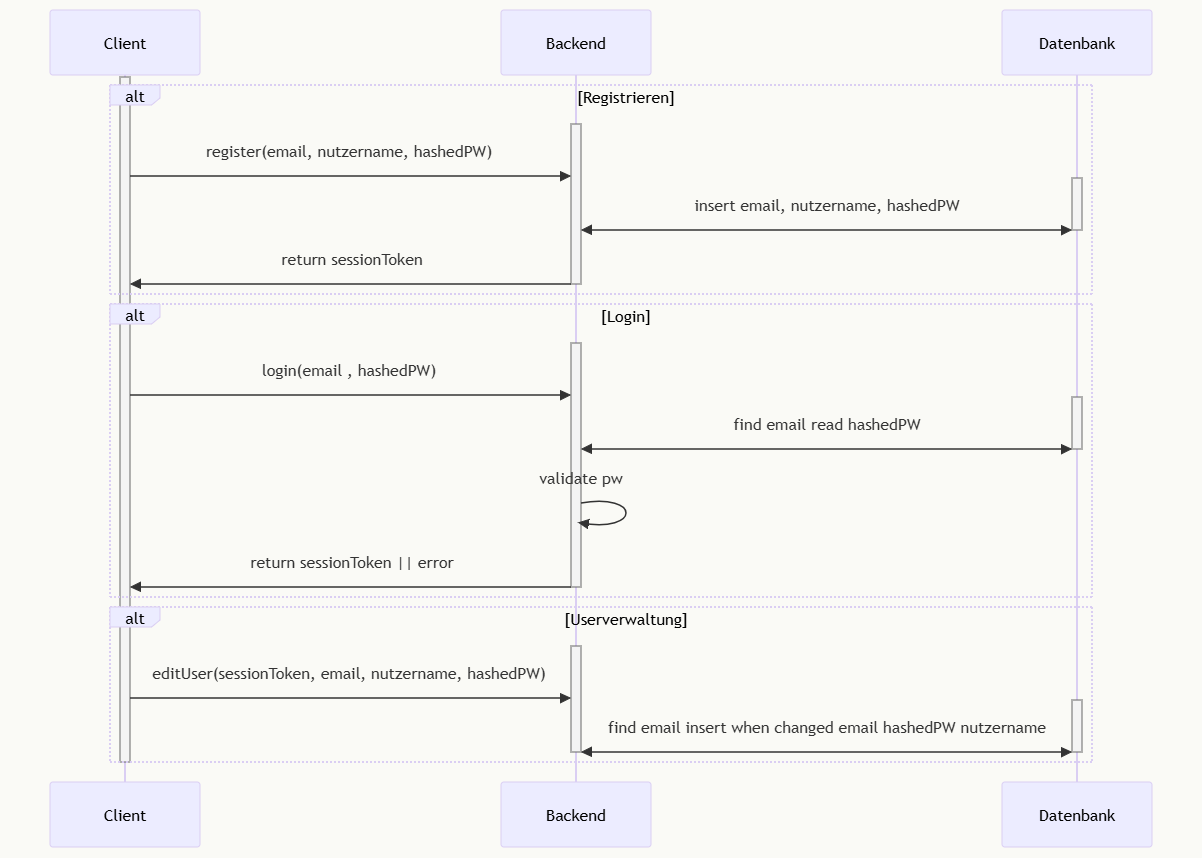 Client
Backend
Datenbank
alt
[Registrieren]
register(email, nutzername, hashedPW)
insert email, nutzername, hashedPW
return sessionToken
alt
[Login]
login(email , hashedPW)
find email read hashedPW
validate pw
return sessionToken || error
alt
[Userverwaltung]
editUser(sessionToken, email, nutzername, hashedPW)
find email insert when changed email hashedPW nutzername
Client
Backend
Datenbank